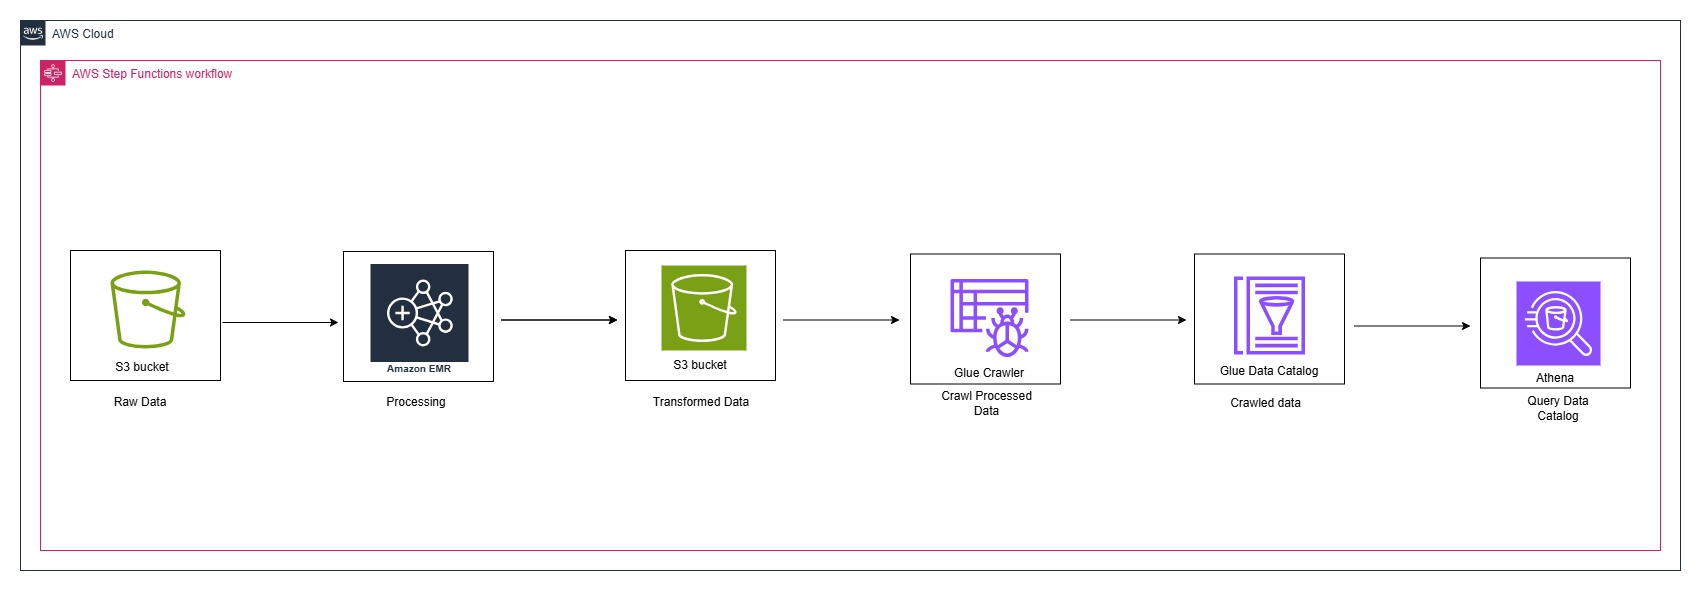 aws
AWS Cloud
AWS Step Functions workflow
S3 bucket
Raw Data
Amazon EMR
Processing
S3 bucket
Transformed Data
Glue Crawler
Crawl Processed
Data
Glue Data Catalog
Crawled data
Athena
Query Data
Catalog